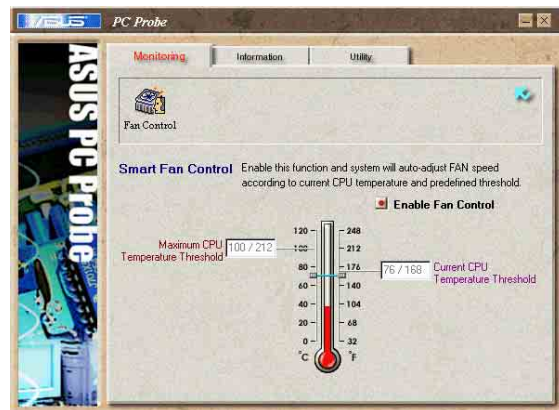 ASUS PC Probe
Monitoring Information Utility
ASUS PC Probe
Fan Control
Smart Fan Control Enable this function and system will auto-adjust FAN speed
according to current CPU temperature and predefined threshold.
Enable Fan Control
Maximum CPU
Temperature Threshold
100 / 212
76 / 168
Current CPU
Temperature Threshold
120 248
100 212
80 176
60 140
40 104
20 68
0 32
°C °F